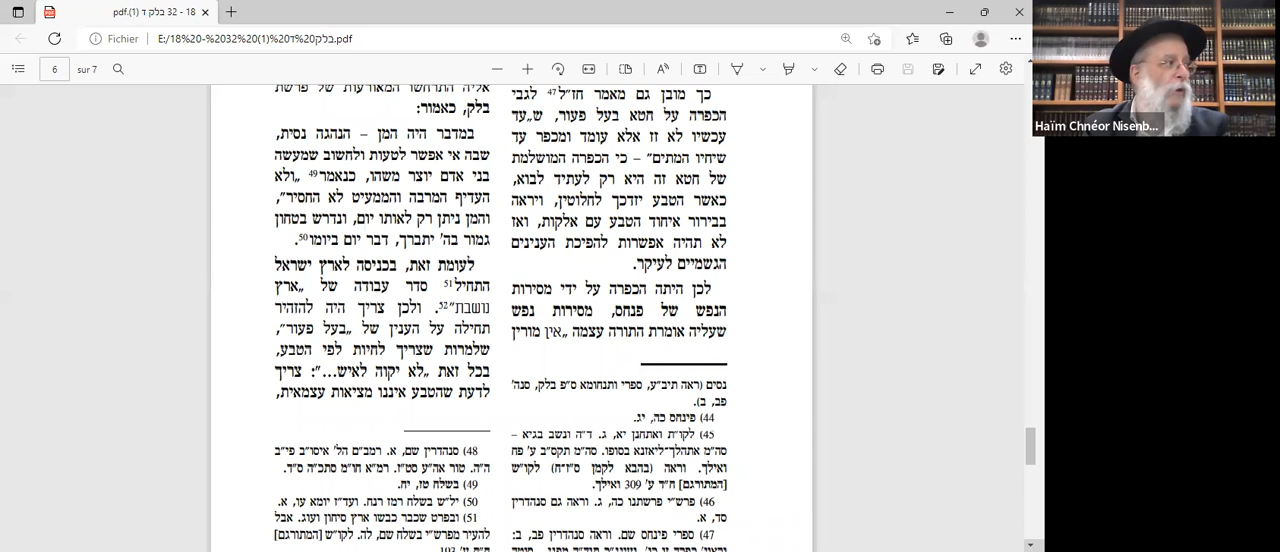 בלק ד (1).pdf - 32 - 18
Fichier
E:/18%20-%2032%20(1)%20בלק%20ד.pdf
6
sur 7
Haïm Chnéor Nisenb...
כך מובן גם מאמר חז"ל47 לגבי
הכפרה על חטא בעל פעור, ש„עד
עכשיו לא זז אלא עומד ומכפר עד
שיחיו המתים" – כי הכפרה המושלמת
של חטא זה היא רק לעתיד לבוא,
כאשר הטבע יזדכך לחלוטין, ויראה
בבירור איחוד הטבע עם אלקות, ואז
לא תהיה אפשרות להפיכת הענינים
הגשמיים לעיקר.
לכן היתה הכפרה על ידי מסירות
הנפש של פנחס, מסירות נפש
שעליה אומרת התורה עצמה „אין מורין
נסים (ראה תיב"ע, ספרי ותנחומא ס"פ בלק, סנה'
פב, ב).
44) פינחס כה, יג.
45) לקו"ת ואתחנן יא, ג. ד"ה ונשב בגיא –
סה"מ אתהלך־ליאזנא בסופו. סה"מ תקס"ב ע' פח
ואילך. וראה (בהבא לקמן ס"ז־ח) לקו"ש
[המתורגם] ח"ד ע' 309 ואילך.
46) פרש"י פרשתנו כה, ג. וראה גם סנהדרין
סד, א.
47) ספרי פינחס שם. וראה סנהדרין פב, ב:
אליה התרחשו המאורעות של פרשת
בלק, כאמור:
במדבר היה המן – הנהגה נסית,
שבה אי אפשר לטעות ולחשוב שמעשה
בני אדם יוצר משהו, כנאמר49 „ולא
העדיף המרבה והממעיט לא החסיר",
והמן ניתן רק לאותו יום, ונדרש בטחון
גמור בה' יתברך, דבר יום ביומו50.
לעומת זאת, בכניסה לארץ ישראל
התחיל51 סדר עבודה של „ארץ
נושבת"52. ולכן צריך היה להזהיר
תחילה על הענין של „בעל פעור",
שלמרות שצריך לחיות לפי הטבע,
בכל זאת „לא יקוה לאיש...": צריך
לדעת שהטבע איננו מציאות עצמאית,
48) סנהדרין שם, א. רמב"ם הל' איסו"ב פי"ב
ה"ה. טור אה"ע סט"ז. רמ"א חו"מ סתכ"ה ס"ד.
49) בשלח טז, יח.
50) יל"ש בשלח רמז רנח. ועד"ז יומא עו, א.
51) ובפרט שכבר כבשו ארץ סיחון ועוג. אבל
להעיר מפרש"י בשלח שם, לה. לקו"ש [המתורגם]